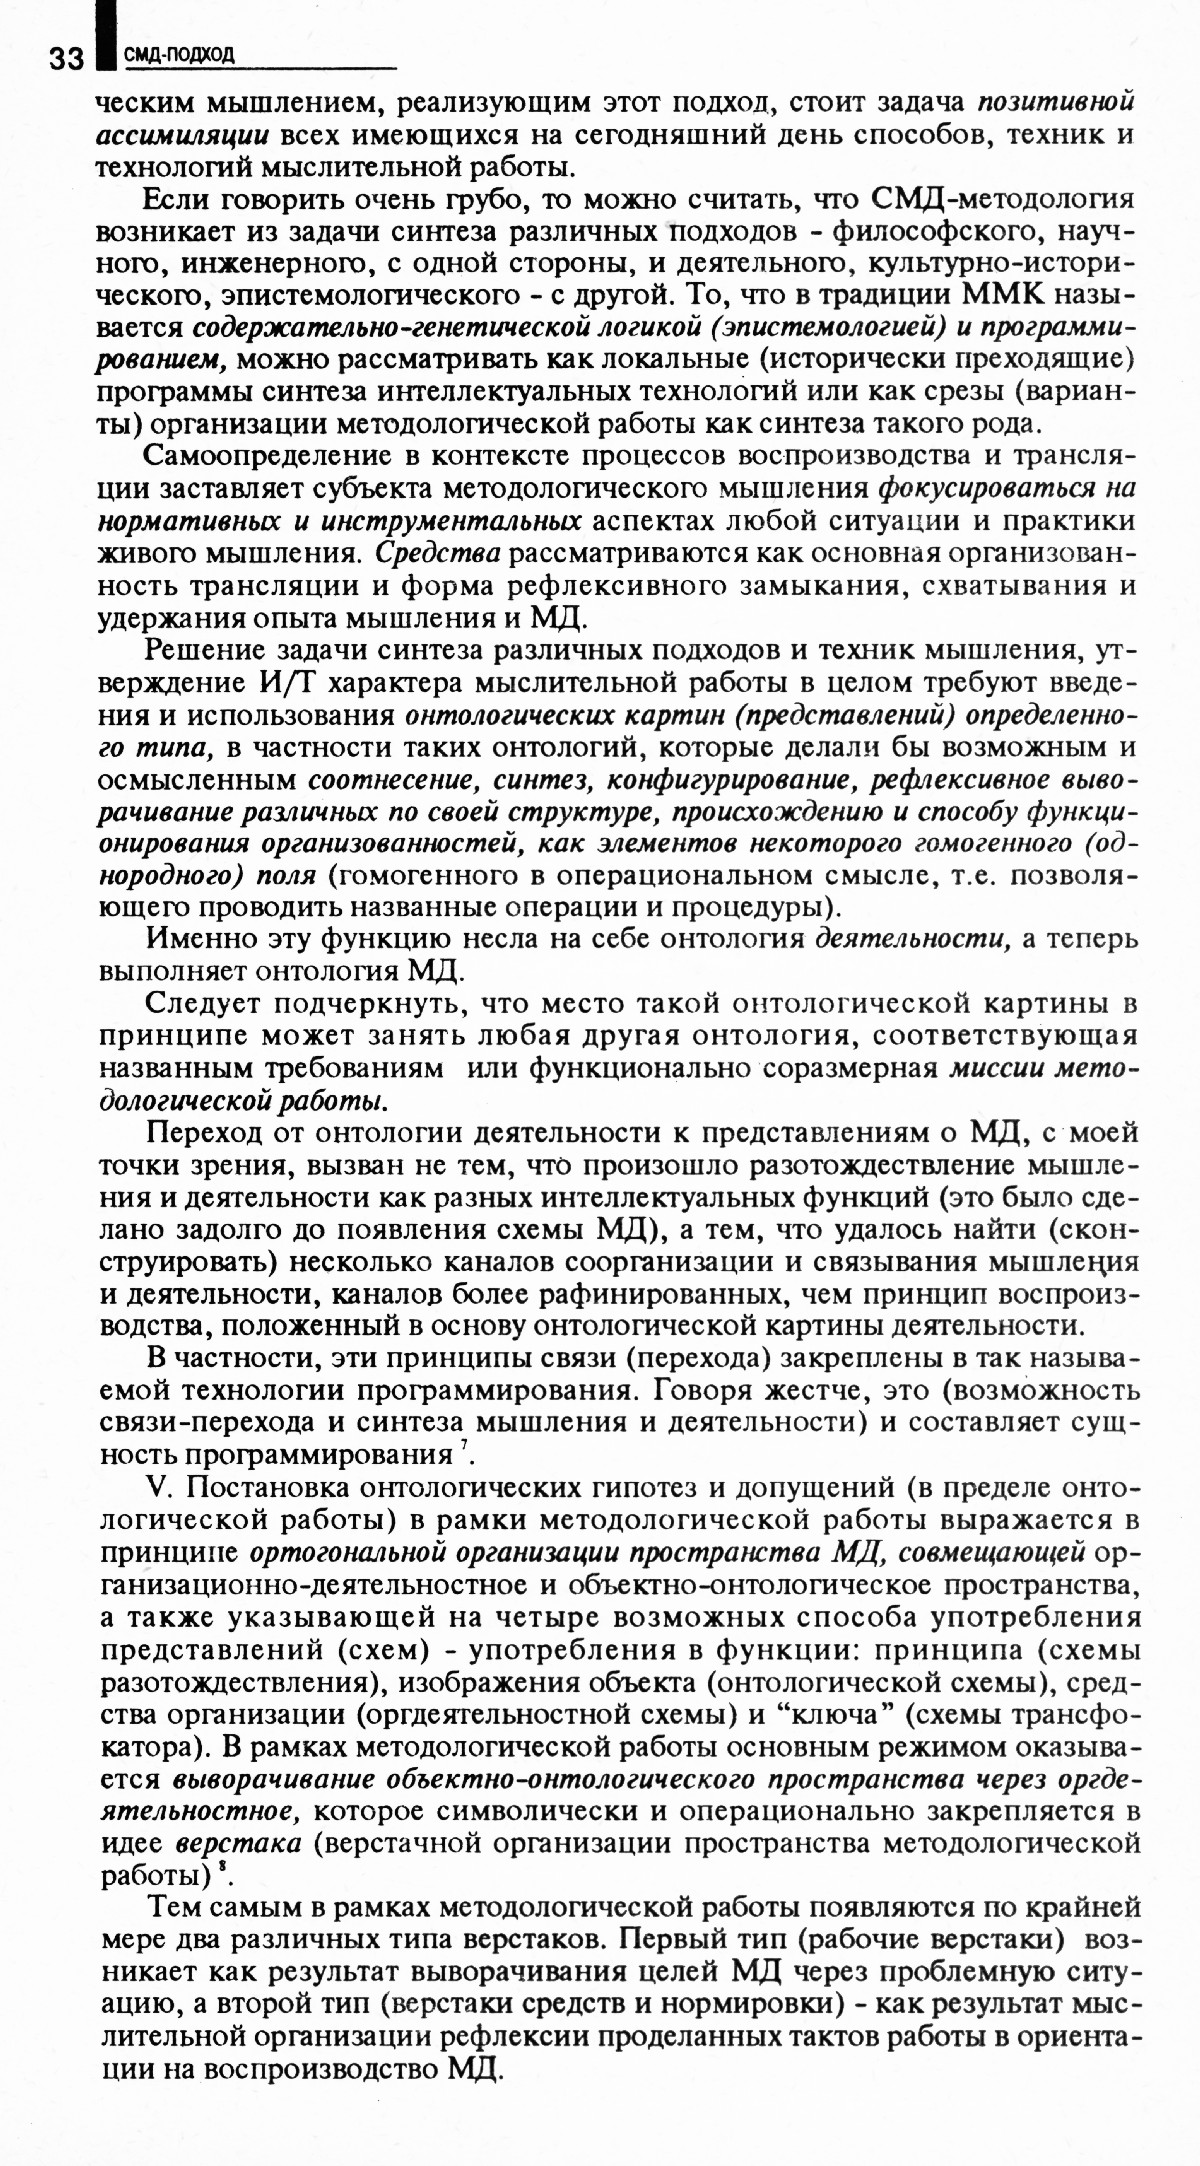 33 СМД-ПОДХОД
ческим мышлением, реализующим этот подход, стоит задача позитивной
ассимиляции всех имеющихся на сегодняшний день способов, техник и
технологий мыслительной работы.
Если говорить очень грубо, то можно считать, что СМД-методология
возникает из задачи синтеза различных подходов - философского, науч-
ного, инженерного, с одной стороны, и деятельного, культурно-истори-
ческого, эпистемологического - с другой. То, что в традиции ММК назы-
вается содержательно-генетической логикой (эпистемологией) и программи-
рованием, можно рассматривать как локальные (исторически преходящие)
программы синтеза интеллектуальных технологий или как срезы (вариан-
ты) организации методологической работы как синтеза такого рода.
Самоопределение в контексте процессов воспроизводства и трансля-
ции заставляет субъекта методологического мышления фокусироваться на
нормативных и инструментальных аспектах любой ситуации и практики
живого мышления. Средства рассматриваются как основная организован-
ность трансляции и форма рефлексивного замыкания, схватывания и
удержания опыта мышления и МД.
Решение задачи синтеза различных подходов и техник мышления, ут-
верждение И/Т характера мыслительной работы в целом требуют введе-
ния и использования онтологических картин (представлений) определенно-
го типа, в частности таких онтологий, которые делали бы возможным и
осмысленным соотнесение, синтез, конфигурирование, рефлексивное выво-
рачивание различных по своей структуре, происхождению и способу функци-
онирования организованностей, как элементов некоторого гомогенного (од-
нородного) поля (гомогенного в операциональном смысле, т.е. позволя-
ющего проводить названные операции и процедуры).
Именно эту функцию несла на себе онтология деятельности, а теперь
выполняет онтология МД.
Следует подчеркнуть, что место такой онтологической картины в
принципе может занять любая другая онтология, соответствующая
названным требованиям или функционально соразмерная миссии мето-
дологической работы.
Переход от онтологии деятельности к представлениям о МД, с моей
точки зрения, вызван не тем, что произошло разотождествление мышле-
ния и деятельности как разных интеллектуальных функций (это было сде-
лано задолго до появления схемы МД), а тем, что удалось найти (скон-
струировать) несколько каналов соорганизации и связывания мышления
и деятельности, каналов более рафинированных, чем принцип воспроиз-
водства, положенный в основу онтологической картины деятельности.
В частности, эти принципы связи (перехода) закреплены в так называ-
емой технологии программирования. Говоря жестче, это (возможность
связи-перехода и синтеза мышления и деятельности) и составляет сущ-
ность программирования ⁷.
V. Постановка онтологических гипотез и допущений (в пределе онто-
логической работы) в рамки методологической работы выражается в
принципе ортогональной организации пространства МД, совмещающей ор-
ганизационно-деятельностное и объектно-онтологическое пространства,
а также указывающей на четыре возможных способа употребления
представлений (схем) - употребления в функции: принципа (схемы
разотождествления), изображения объекта (онтологической схемы), сред-
ства организации (оргдеятельностной схемы) и “ключа” (схемы трансфо-
катора). В рамках методологической работы основным режимом оказыва-
ется выворачивание объектно-онтологического пространства через оргде-
ятельностное, которое символически и операционально закрепляется в
идее верстака (верстачной организации пространства методологической
работы) ⁸.
Тем самым в рамках методологической работы появляются по крайней
мере два различных типа верстаков. Первый тип (рабочие верстаки) воз-
никает как результат выворачивания целей МД через проблемную ситу-
ацию, а второй тип (верстаки средств и нормировки) - как результат мыс-
лительной организации рефлексии проделанных тактов работы в ориента-
ции на воспроизводство МД.